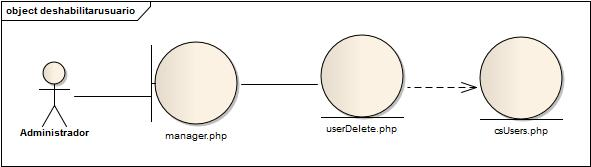 object deshabilitarusuario
Administrador
manager.php
userDelete.php
csUsers.php